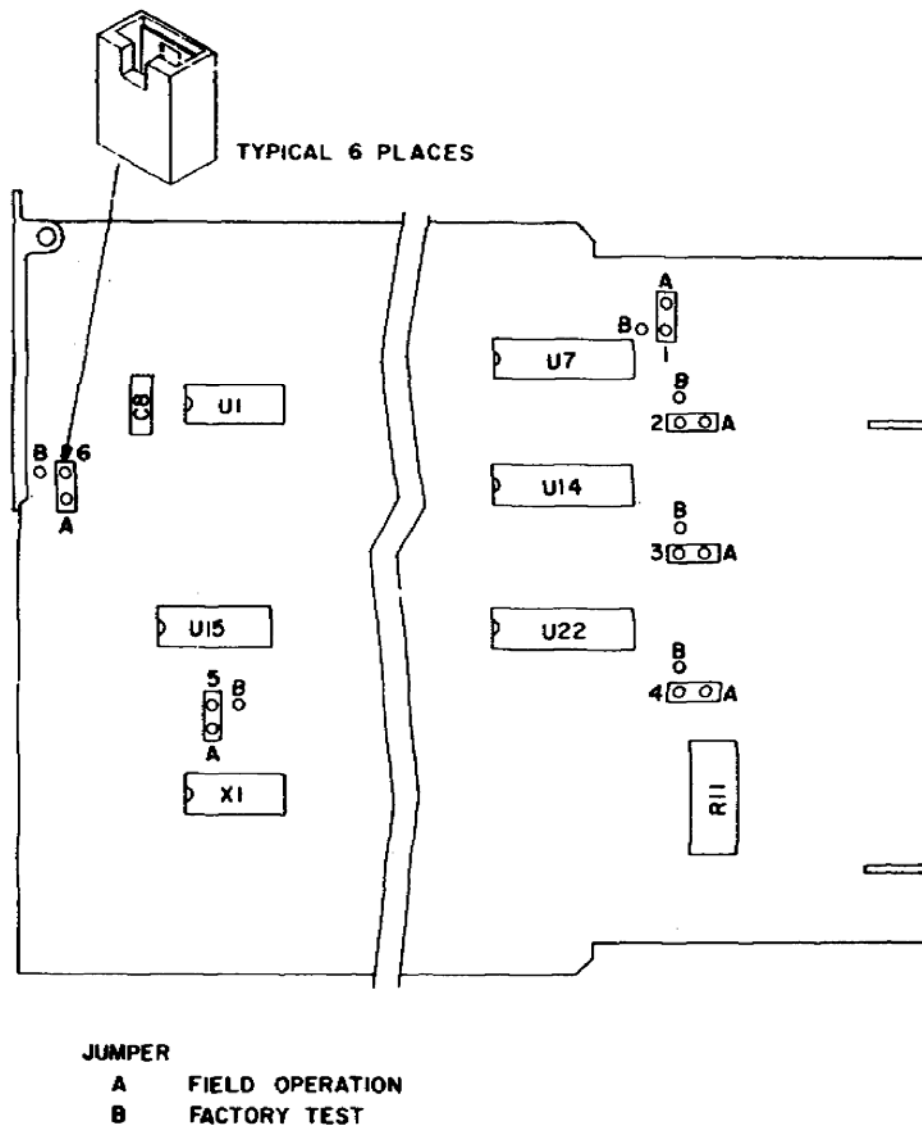 TYPICAL 6 PLACES
A
B
1
U7
C8
U1
B
2 A
B 6
A
U14
B
3 A
U15
U22
B
4 A
5
B
A
X1
R11
JUMPER
A FIELD OPERATION
B FACTORY TEST